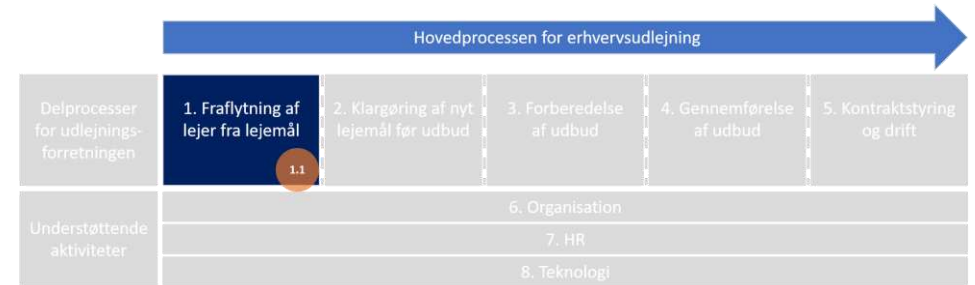 Hovedprocessen for erhvervsudlejning
Delprocesser
for udlejnings-
forretningen
1. Fraflytning af
lejer fra lejemål
1.1
2. Klargøring af nyt
lejemål før udbud
3. Forberedelse
af udbud
4. Gennemførelse
af udbud
5. Kontraktstyring
og drift
Understøttende
aktiviteter
6. Organisation
7. HR
8. Teknologi